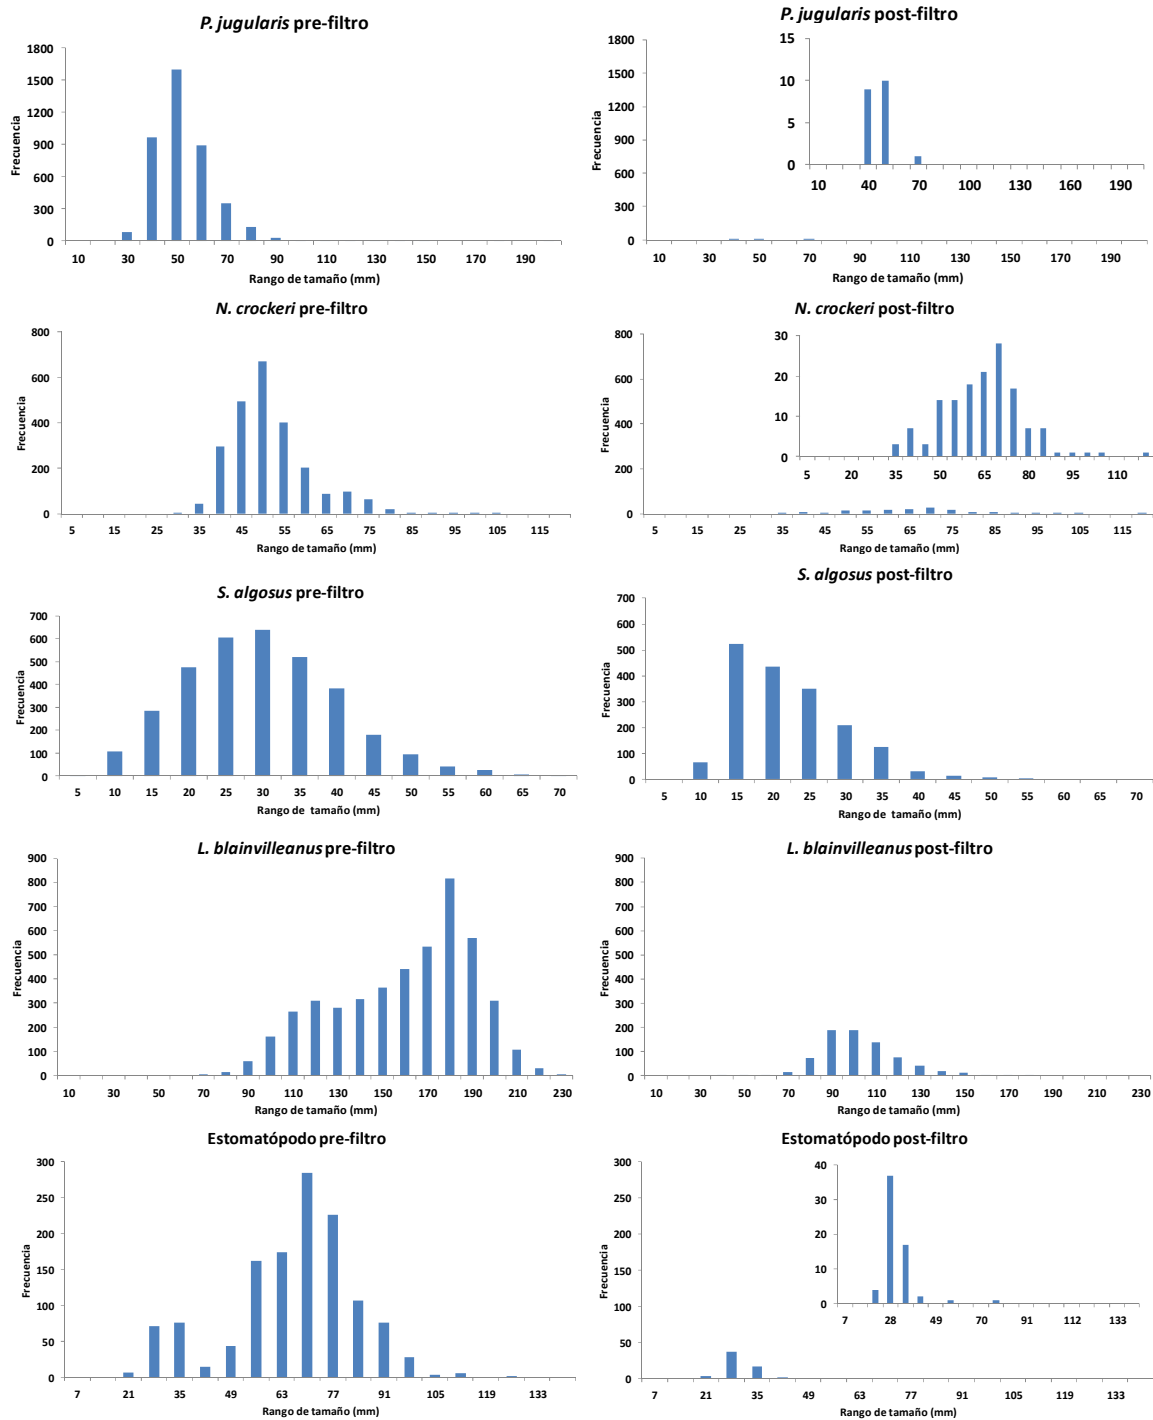 P. jugularis pre-filtro
Frecuencia
1800
1500
1200
900
600
300
0
10 30 50 70 90 110 130 150 170 190
Rango de tamaño (mm)
P. jugularis post-filtro
Frecuencia
1800
1500
1200
900
600
300
0
10 30 50 70 90 110 130 150 170 190
Rango de tamaño (mm)
15
10
5
0
10 40 70 100 130 160 190
N. crockeri pre-filtro
Frecuencia
800
600
400
200
0
5 15 25 35 45 55 65 75 85 95 105 115
Rango de tamaño (mm)
N. crockeri post-filtro
Frecuencia
800
600
400
200
0
5 15 25 35 45 55 65 75 85 95 105 115
Rango de tamaño (mm)
30
20
10
0
5 20 35 50 65 80 95 110
S. algosus pre-filtro
Frecuencia
700
600
500
400
300
200
100
0
5 10 15 20 25 30 35 40 45 50 55 60 65 70
Rango de tamaño (mm)
S. algosus post-filtro
Frecuencia
700
600
500
400
300
200
100
0
5 10 15 20 25 30 35 40 45 50 55 60 65 70
Rango de tamaño (mm)
L. blainvilleanus pre-filtro
Frecuencia
900
800
700
600
500
400
300
200
100
0
10 30 50 70 90 110 130 150 170 190 210 230
Rango de tamaño (mm)
L. blainvilleanus post-filtro
Frecuencia
900
800
700
600
500
400
300
200
100
0
10 30 50 70 90 110 130 150 170 190 210 230
Rango de tamaño (mm)
Estomatópodo pre-filtro
Frecuencia
300
250
200
150
100
50
0
7 21 35 49 63 77 91 105 119 133
Rango de tamaño (mm)
Estomatópodo post-filtro
Frecuencia
300
250
200
150
100
50
0
7 21 35 49 63 77 91 105 119 133
Rango de tamaño (mm)
40
30
20
10
0
7 28 49 70 91 112 133